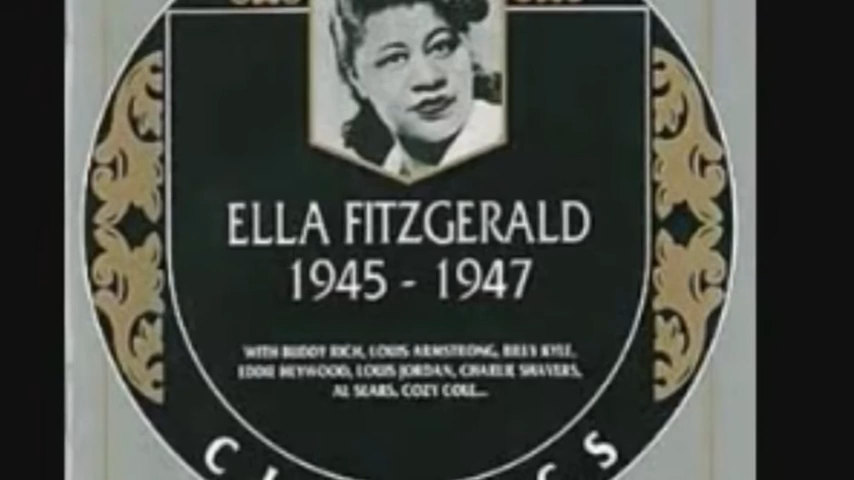 ELLA FITZGERALD
1945 - 1947
WITH BUDDY RICH, LOUIS ARMSTRONG, BILLY KYLE,
EDDIE HEYWOOD, LOUIS JORDAN, CHARLIE SHAVERS,
AL SEARS, COZY COLE...